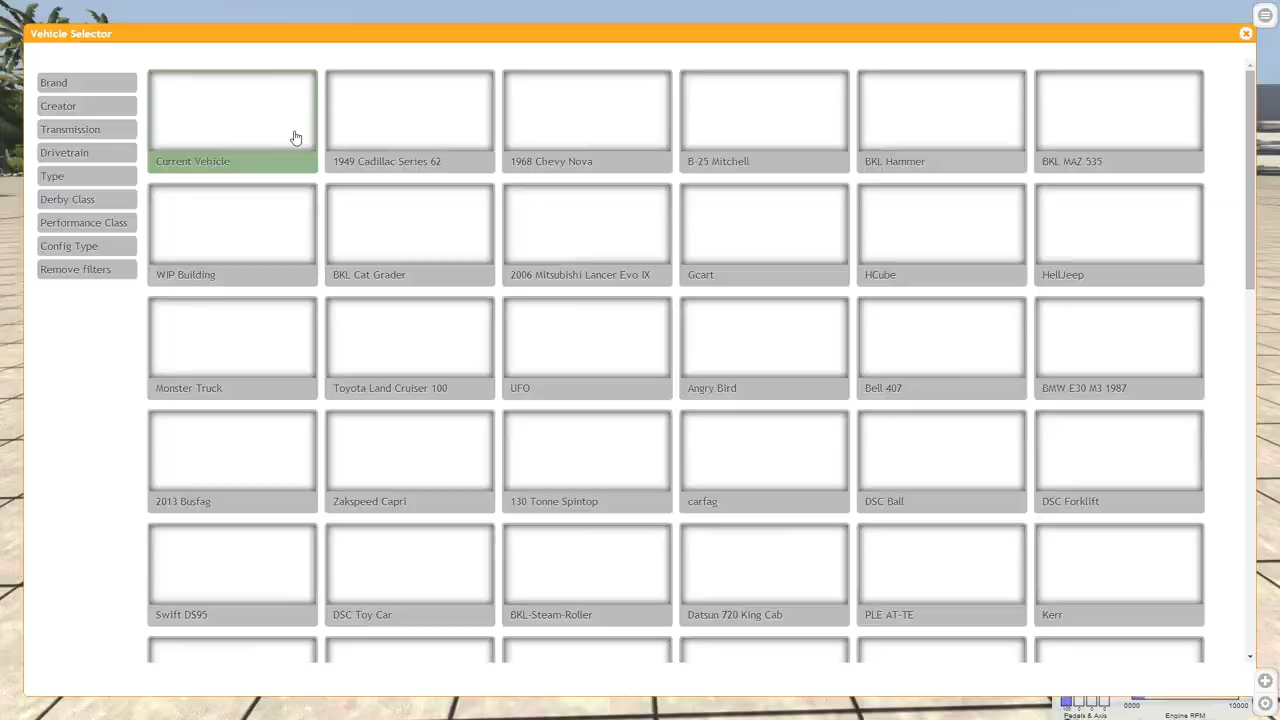 Vehicle Selector
Brand
Creator
Transmission
Drivetrain
Type
Derby Class
Performance Class
Config Type
Remove filters
Current Vehicle
1949 Cadillac Series 62
1968 Chevy Nova
B-25 Mitchell
BKL Hammer
BKL MAZ 535
WIP Building
BKL Cat Grader
2006 Mitsubishi Lancer Evo IX
Gcart
HCube
HellJeep
Monster Truck
Toyota Land Cruiser 100
UFO
Angry Bird
Bell 407
BMW E30 M3 1987
2013 Busfag
Zakspeed Capri
130 Tonne Spintop
carfag
DSC Ball
DSC Forklift
Swift DS95
DSC Toy Car
BKL-Steam-Roller
Datsun 720 King Cab
PLE AT-TE
Kerr
0000
10000
Pedals & Axis
Engine RPM